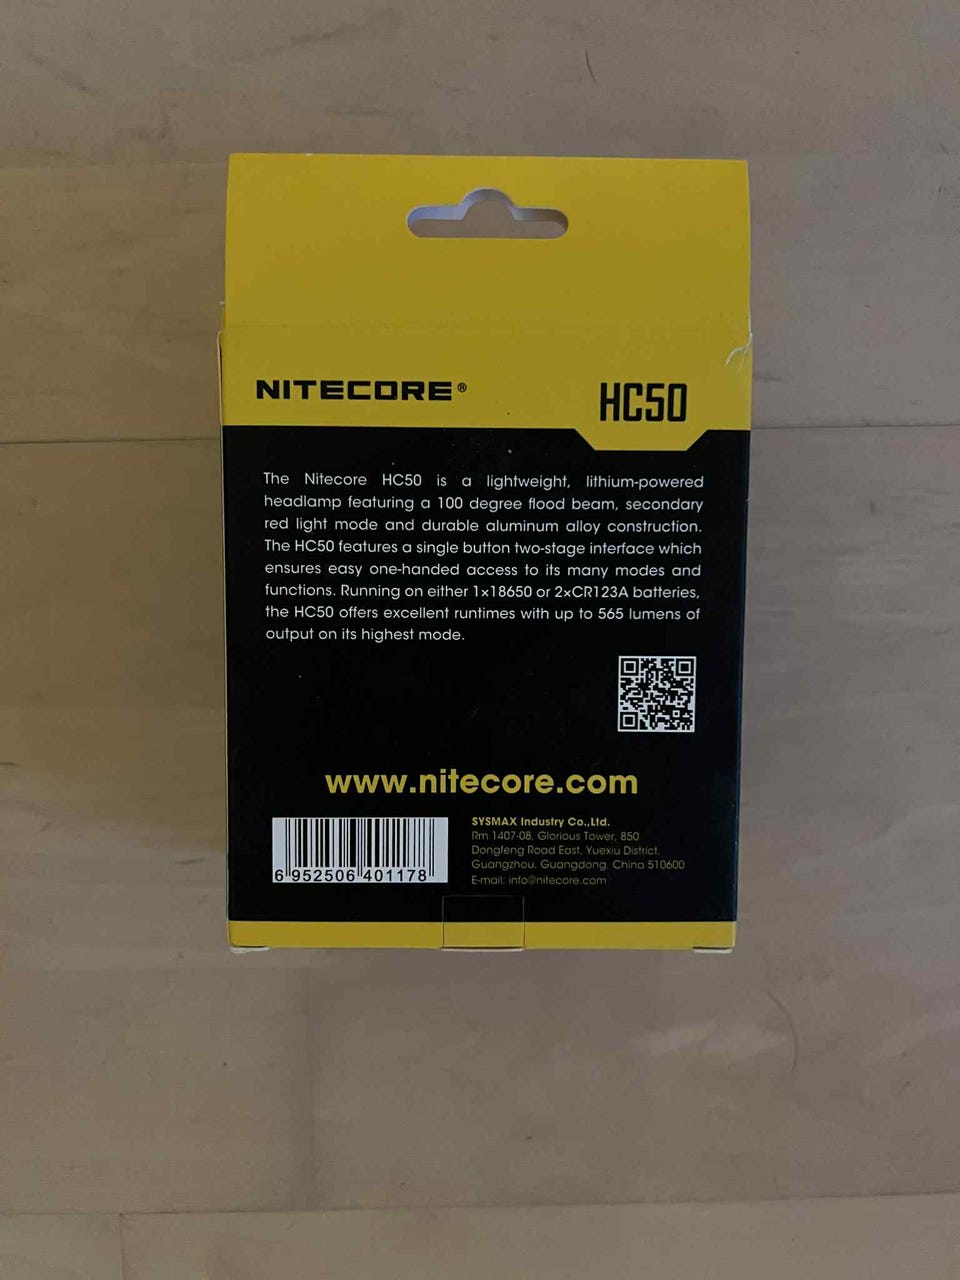 NITECORE®
HC50
The Nitecore HC50 is a lightweight, lithium-powered
headlamp featuring a 100 degree flood beam, secondary
red light mode and durable aluminum alloy construction.
The HC50 features a single button two-stage interface which
ensures easy one-handed access to its many modes and
functions. Running on either 1x18650 or 2xCR123A batteries,
the HC50 offers excellent runtimes with up to 565 lumens of
output on its highest mode.
www.nitecore.com
6 952506 401178
SYSMAX Industry Co.,Ltd.
Rm 1407-08, Glorious Tower, 850
Dongfeng Road East, Yuexiu District,
Guangzhou, Guangdong, China 510600
E-mail: info@nitecore.com